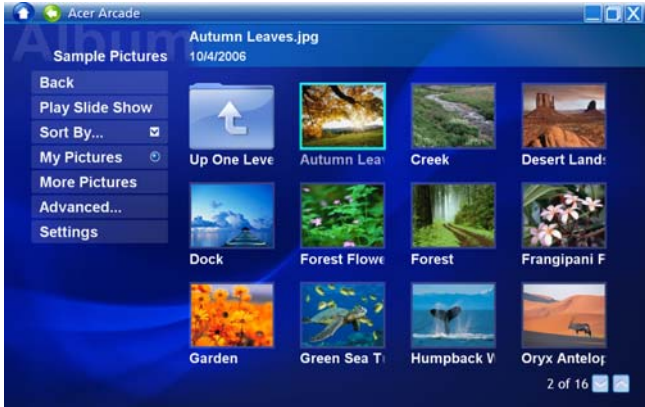 Acer Arcade
Album
Autumn Leaves.jpg
Sample Pictures
10/4/2006
Back
Play Slide Show
Sort By...
My Pictures
More Pictures
Advanced...
Settings
Up One Leve
Autumn Lea
Creek
Desert Lands
Dock
Forest Flowe
Forest
Frangipani F
Garden
Green Sea T
Humpback W
Oryx Antelop
2 of 16